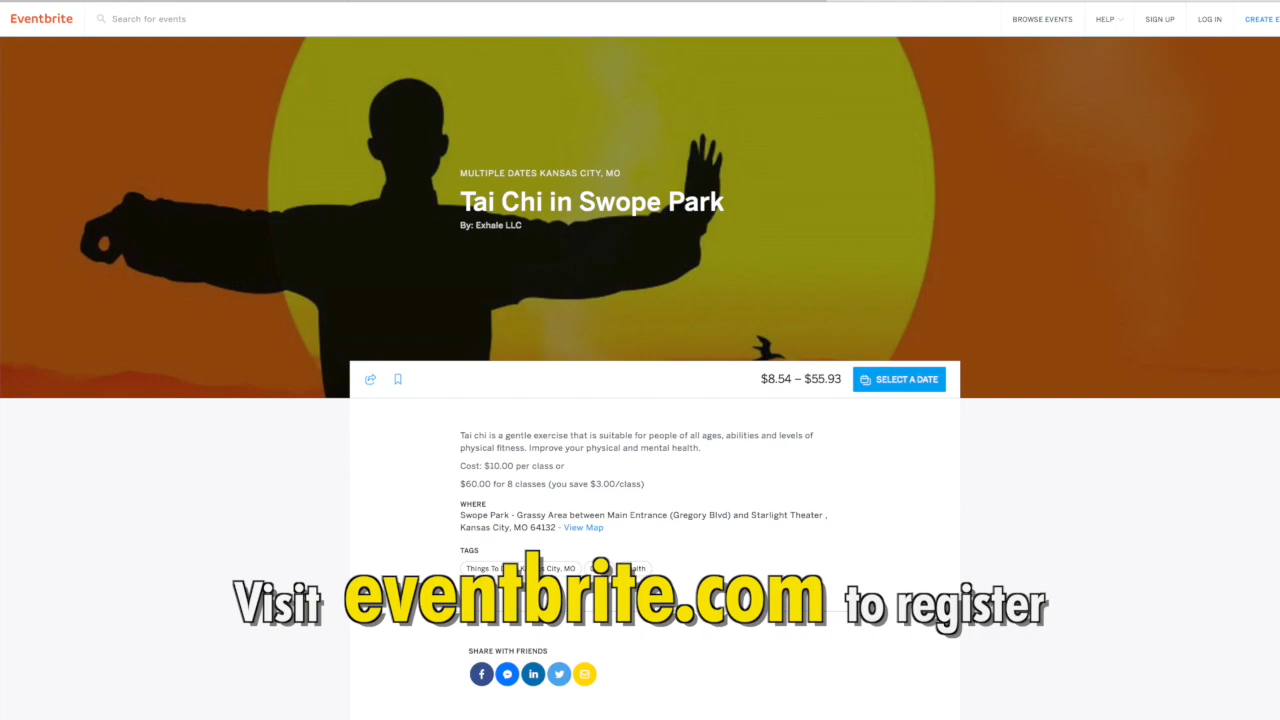 Eventbrite
Search for events
BROWSE EVENTS
HELP
SIGN UP
LOG IN
CREATE E
MULTIPLE DATES KANSAS CITY, MO
Tai Chi in Swope Park
By: Exhale LLC
$8.54 – $55.93
SELECT A DATE
Tai chi is a gentle exercise that is suitable for people of all ages, abilities and levels of
physical fitness. Improve your physical and mental health.
Cost: $10.00 per class or
$60.00 for 8 classes (you save $3.00/class)
WHERE
Swope Park - Grassy Area between Main Entrance (Gregory Blvd) and Starlight Theater ,
Kansas City, MO 64132 - View Map
TAGS
Things To City, MO
Visit eventbrite.com to register
SHARE WITH FRIENDS